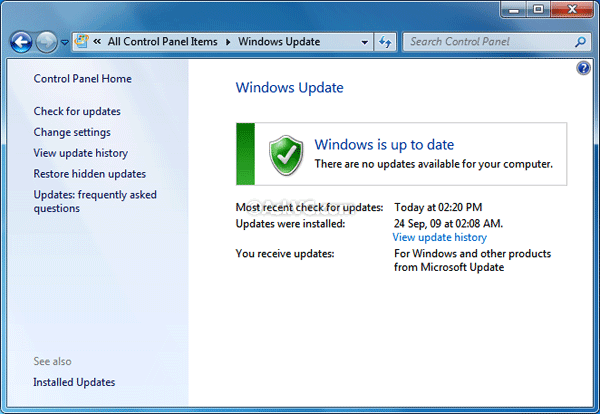 « All Control Panel Items ▸ Windows Update
Search Control Panel
Control Panel Home
Check for updates
Change settings
View update history
Restore hidden updates
Updates: frequently asked
questions
See also
Installed Updates
Windows Update
Windows is up to date
There are no updates available for your computer.
Most recent check for updates: Today at 02:20 PM
Updates were installed: 24 Sep, 09 at 02:08 AM.
View update history
You receive updates: For Windows and other products
from Microsoft Update